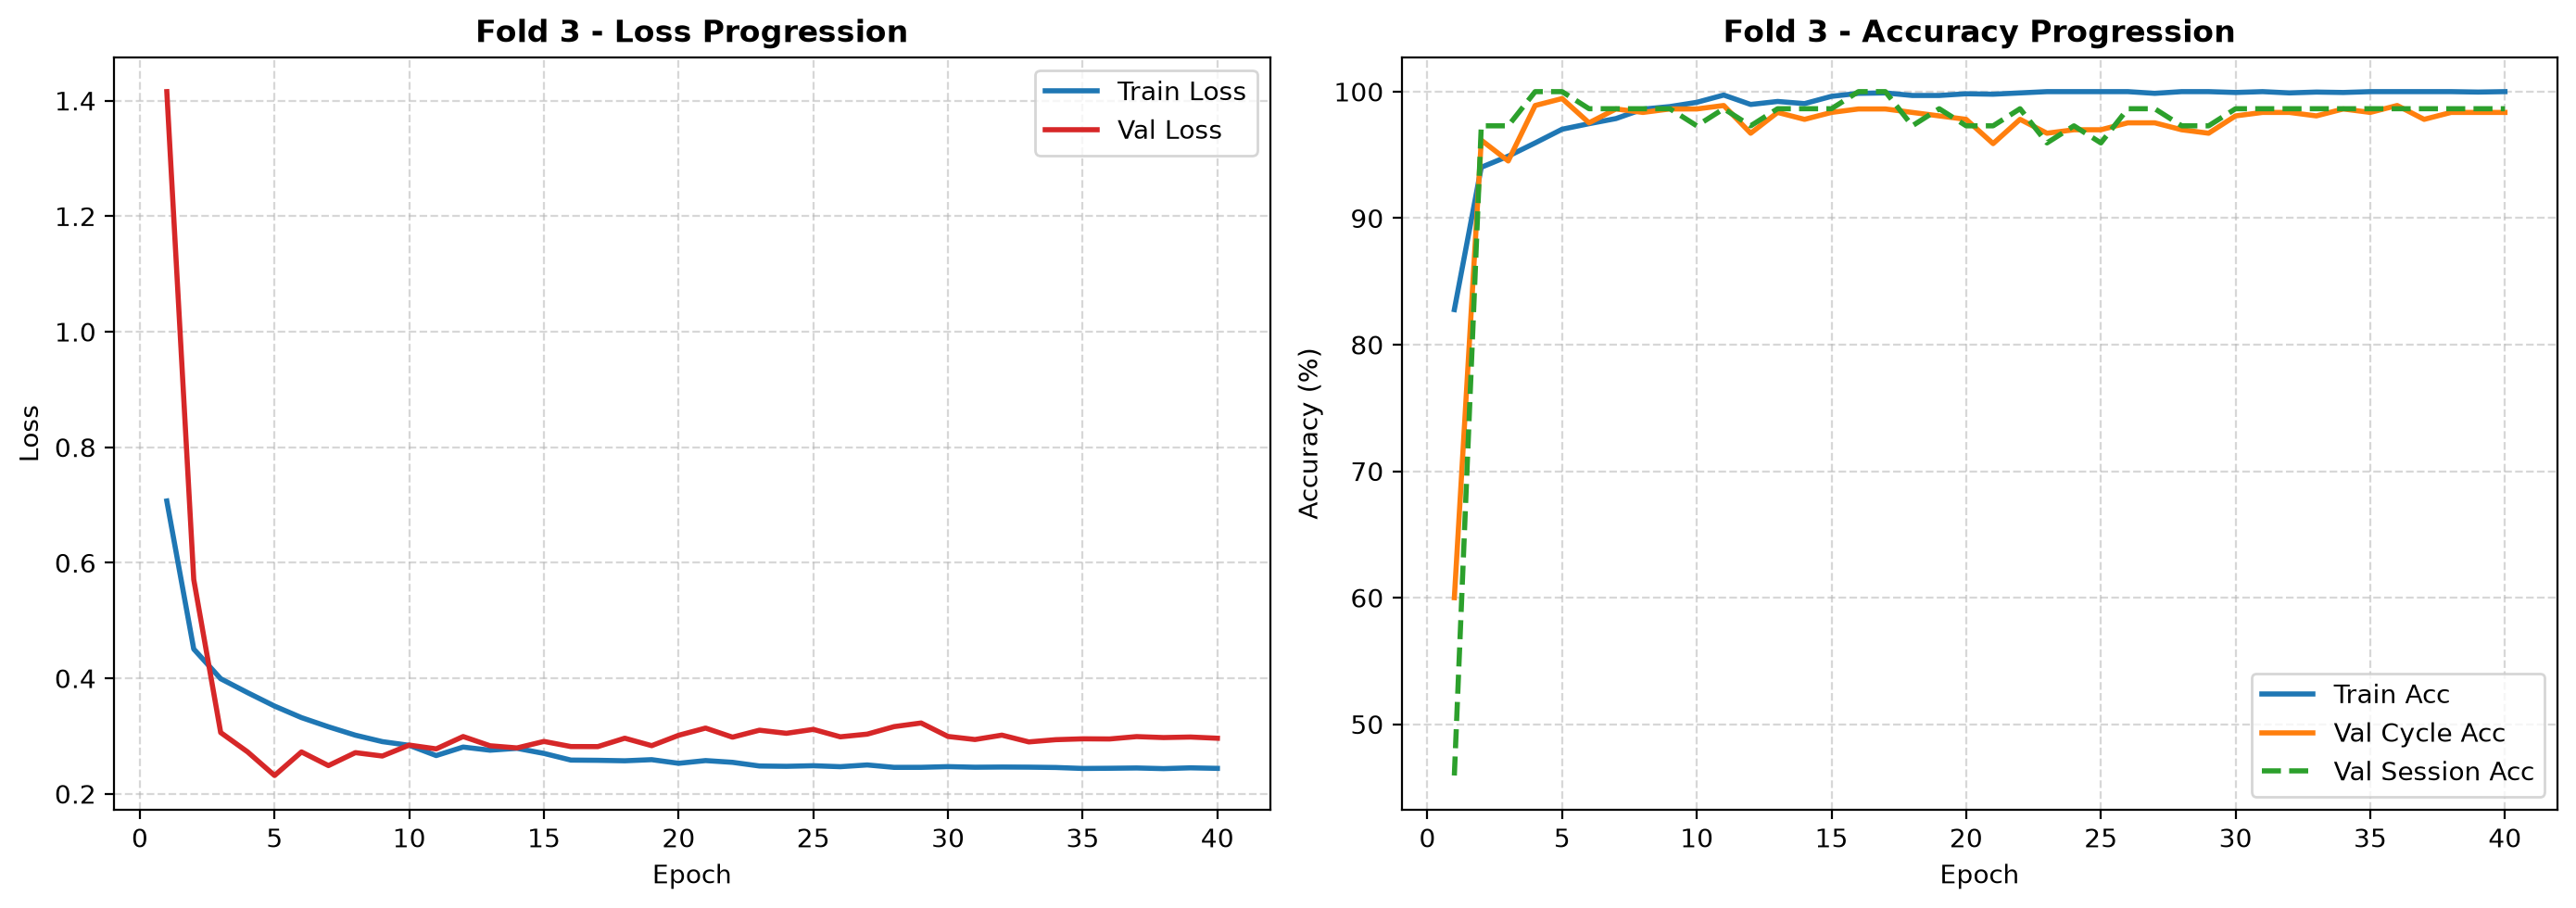 Fold 3 - Loss Progression
1.4
1.2
1.0
0.8
0.6
0.4
0.2
Loss
0 5 10 15 20 25 30 35 40
Epoch
Train Loss
Val Loss
Fold 3 - Accuracy Progression
100
90
80
70
60
50
Accuracy (%)
0 5 10 15 20 25 30 35 40
Epoch
Train Acc
Val Cycle Acc
Val Session Acc